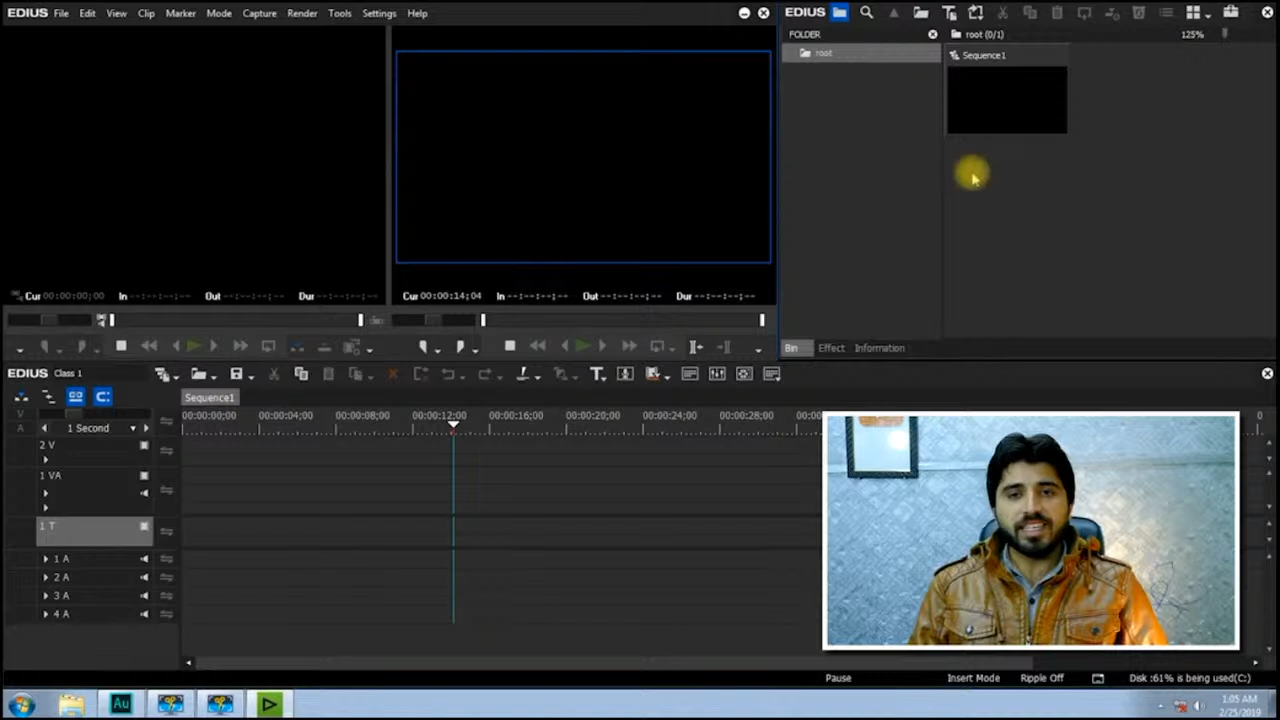 EDIUS File Edit View Clip Marker Mode Capture Render Tools Settings Help
EDIUS
FOLDER
root (0/1)
125%
root
Sequence1
Cur 00:00:00;00 In --:--:--;-- Out --:--:--;-- Dur --:--:--;--
Cur 00:00:14;04 In --:--:--;-- Out --:--:--;-- Dur --:--:--;--
Bin Effect Information
EDIUS Class 1
Sequence1
V
A
1 Second
00:00:00;00 00:00:04;00 00:00:08;00 00:00:12;00 00:00:16;00 00:00:20;00 00:00:24;00 00:00:28;00
2 V
1 VA
1 T
1 A
2 A
3 A
4 A
Pause
Insert Mode
Ripple Off
Disk :61% is being used(C:)
Au
1:05 AM
2/25/2019